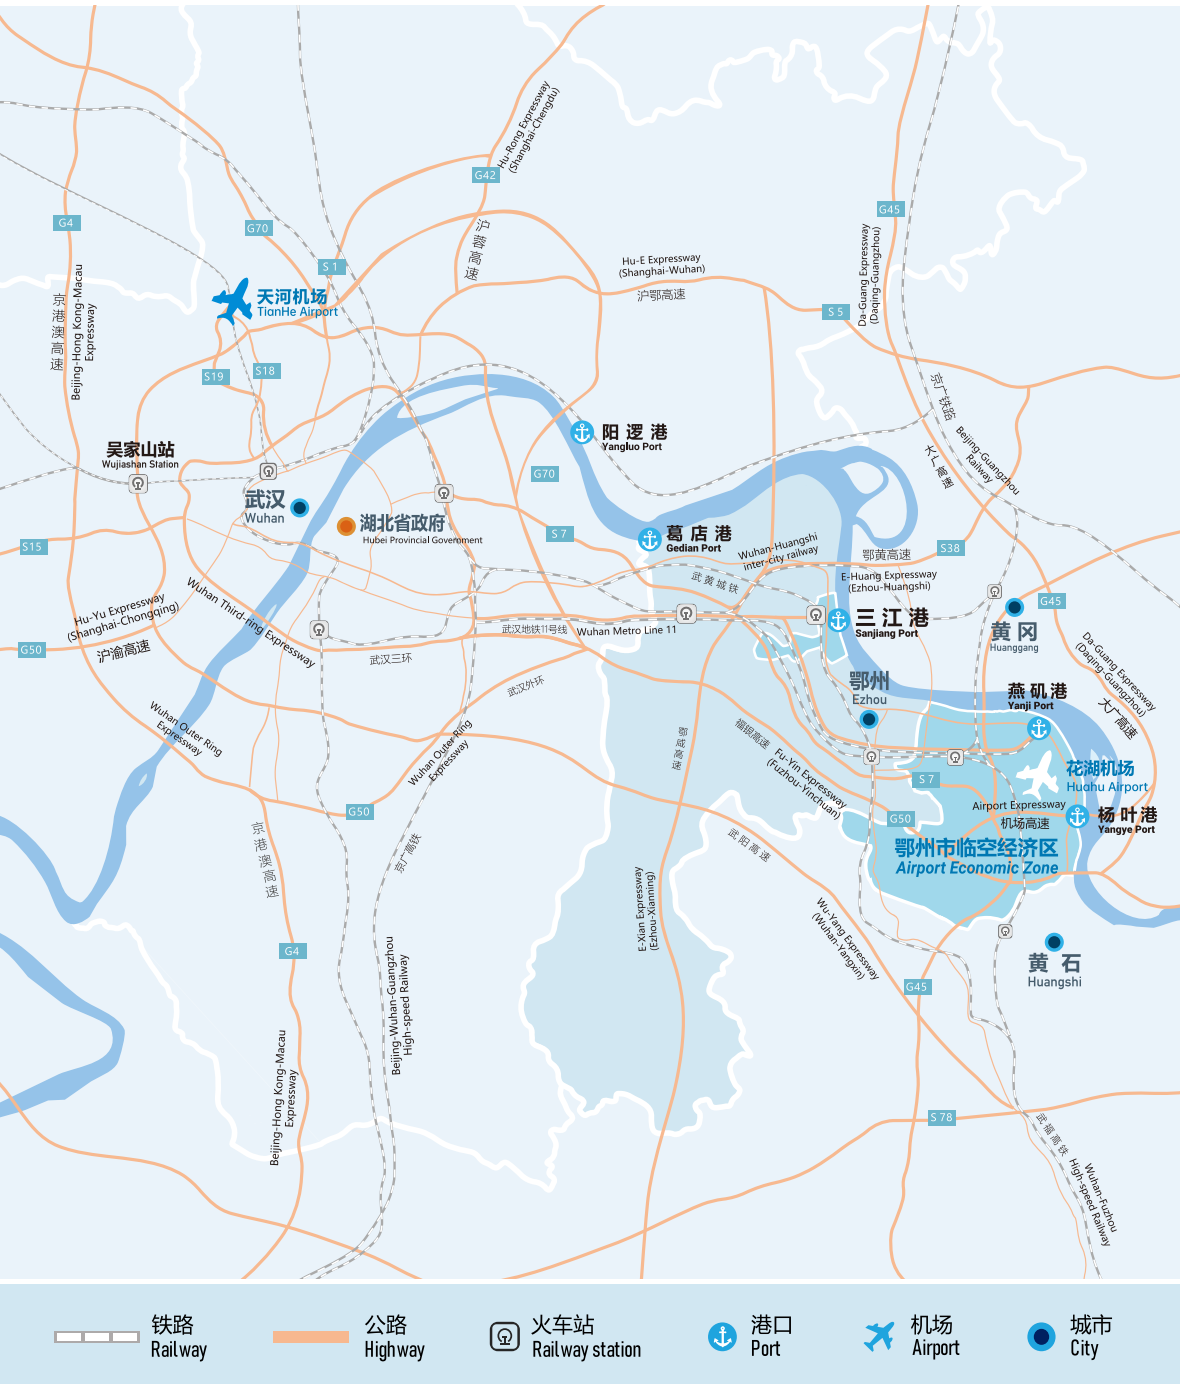 Hu-Rong Expressway
(Shanghai-Chengdu)
G42
G45
G4
G70
沪蓉高速
S 1
Hu-E Expressway
(Shanghai-Wuhan)
沪鄂高速
Da-Guang Expressway
(Daqing-Guangzhou)
京港澳高速
Beijing-Hong Kong-Macau
Expressway
天河机场
TianHe Airport
S 5
S19
S18
京广铁路
Beijing-Guangzhou
Railway
大广高速
阳逻港
Yangluo Port
吴家山站
Wujiashan Station
G70
武汉
Wuhan
湖北省政府
Hubei Provincial Government
S 7
葛店港
Gedian Port
Wuhan-Huangshi
inter-city railway
武黄城铁
鄂黄高速
S38
E-Huang Expressway
(Ezhou-Huangshi)
S15
Hu-Yu Expressway
(Shanghai-Chongqing)
沪渝高速
G50
Wuhan Third-ring Expressway
武汉三环
武汉地铁11号线 Wuhan Metro Line 11
三江港
Sanjiang Port
G45
黄冈
Huanggang
Da-Guang Expressway
(Daqing-Guangzhou)
大广高速
鄂州
Ezhou
燕矶港
Yanji Port
武汉外环
Wuhan Outer Ring
Expressway
Wuhan Outer Ring
Expressway
鄂咸高速
福银高速
Fu-Yin Expressway
(Fuzhou-Yinchuan)
S 7
花湖机场
Huahu Airport
Airport Expressway
机场高速
杨叶港
Yangye Port
G50
G50
鄂州市临空经济区
Airport Economic Zone
京港澳高速
京广高铁
武阳高速
E-Xian Expressway
(Ezhou-Xianning)
Wu-Yang Expressway
(Wuhan-Yangxin)
G4
Beijing-Wuhan-Guangzhou
High-speed Railway
黄石
Huangshi
G45
Beijing-Hong Kong-Macau
Expressway
S 78
武福高铁
Wuhan-Fuzhou
High-speed Railway
铁路
Railway
公路
Highway
火车站
Railway station
港口
Port
机场
Airport
城市
City